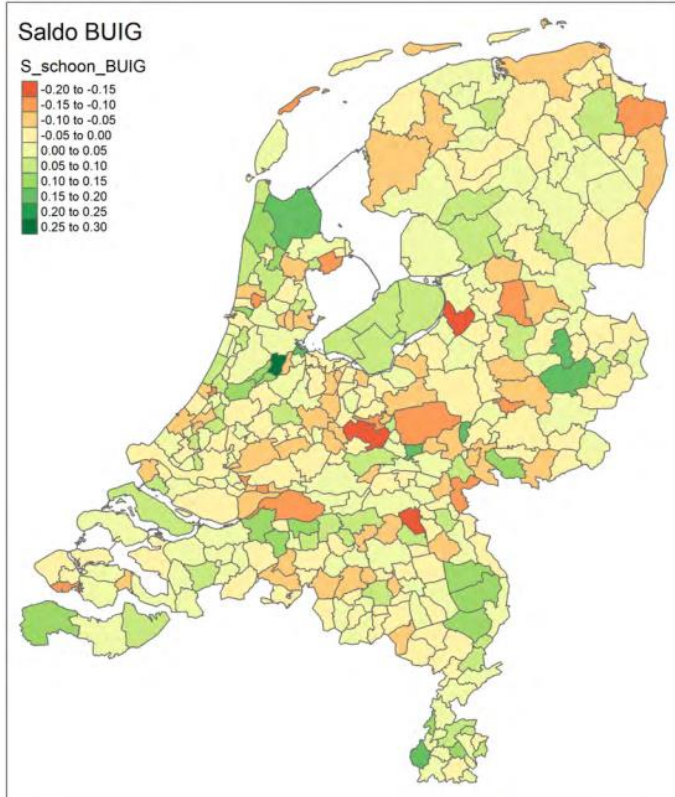 Saldo BUIG
S_schoon_BUIG
-0.20 to -0.15
-0.15 to -0.10
-0.10 to -0.05
-0.05 to 0.00
0.00 to 0.05
0.05 to 0.10
0.10 to 0.15
0.15 to 0.20
0.20 to 0.25
0.25 to 0.30